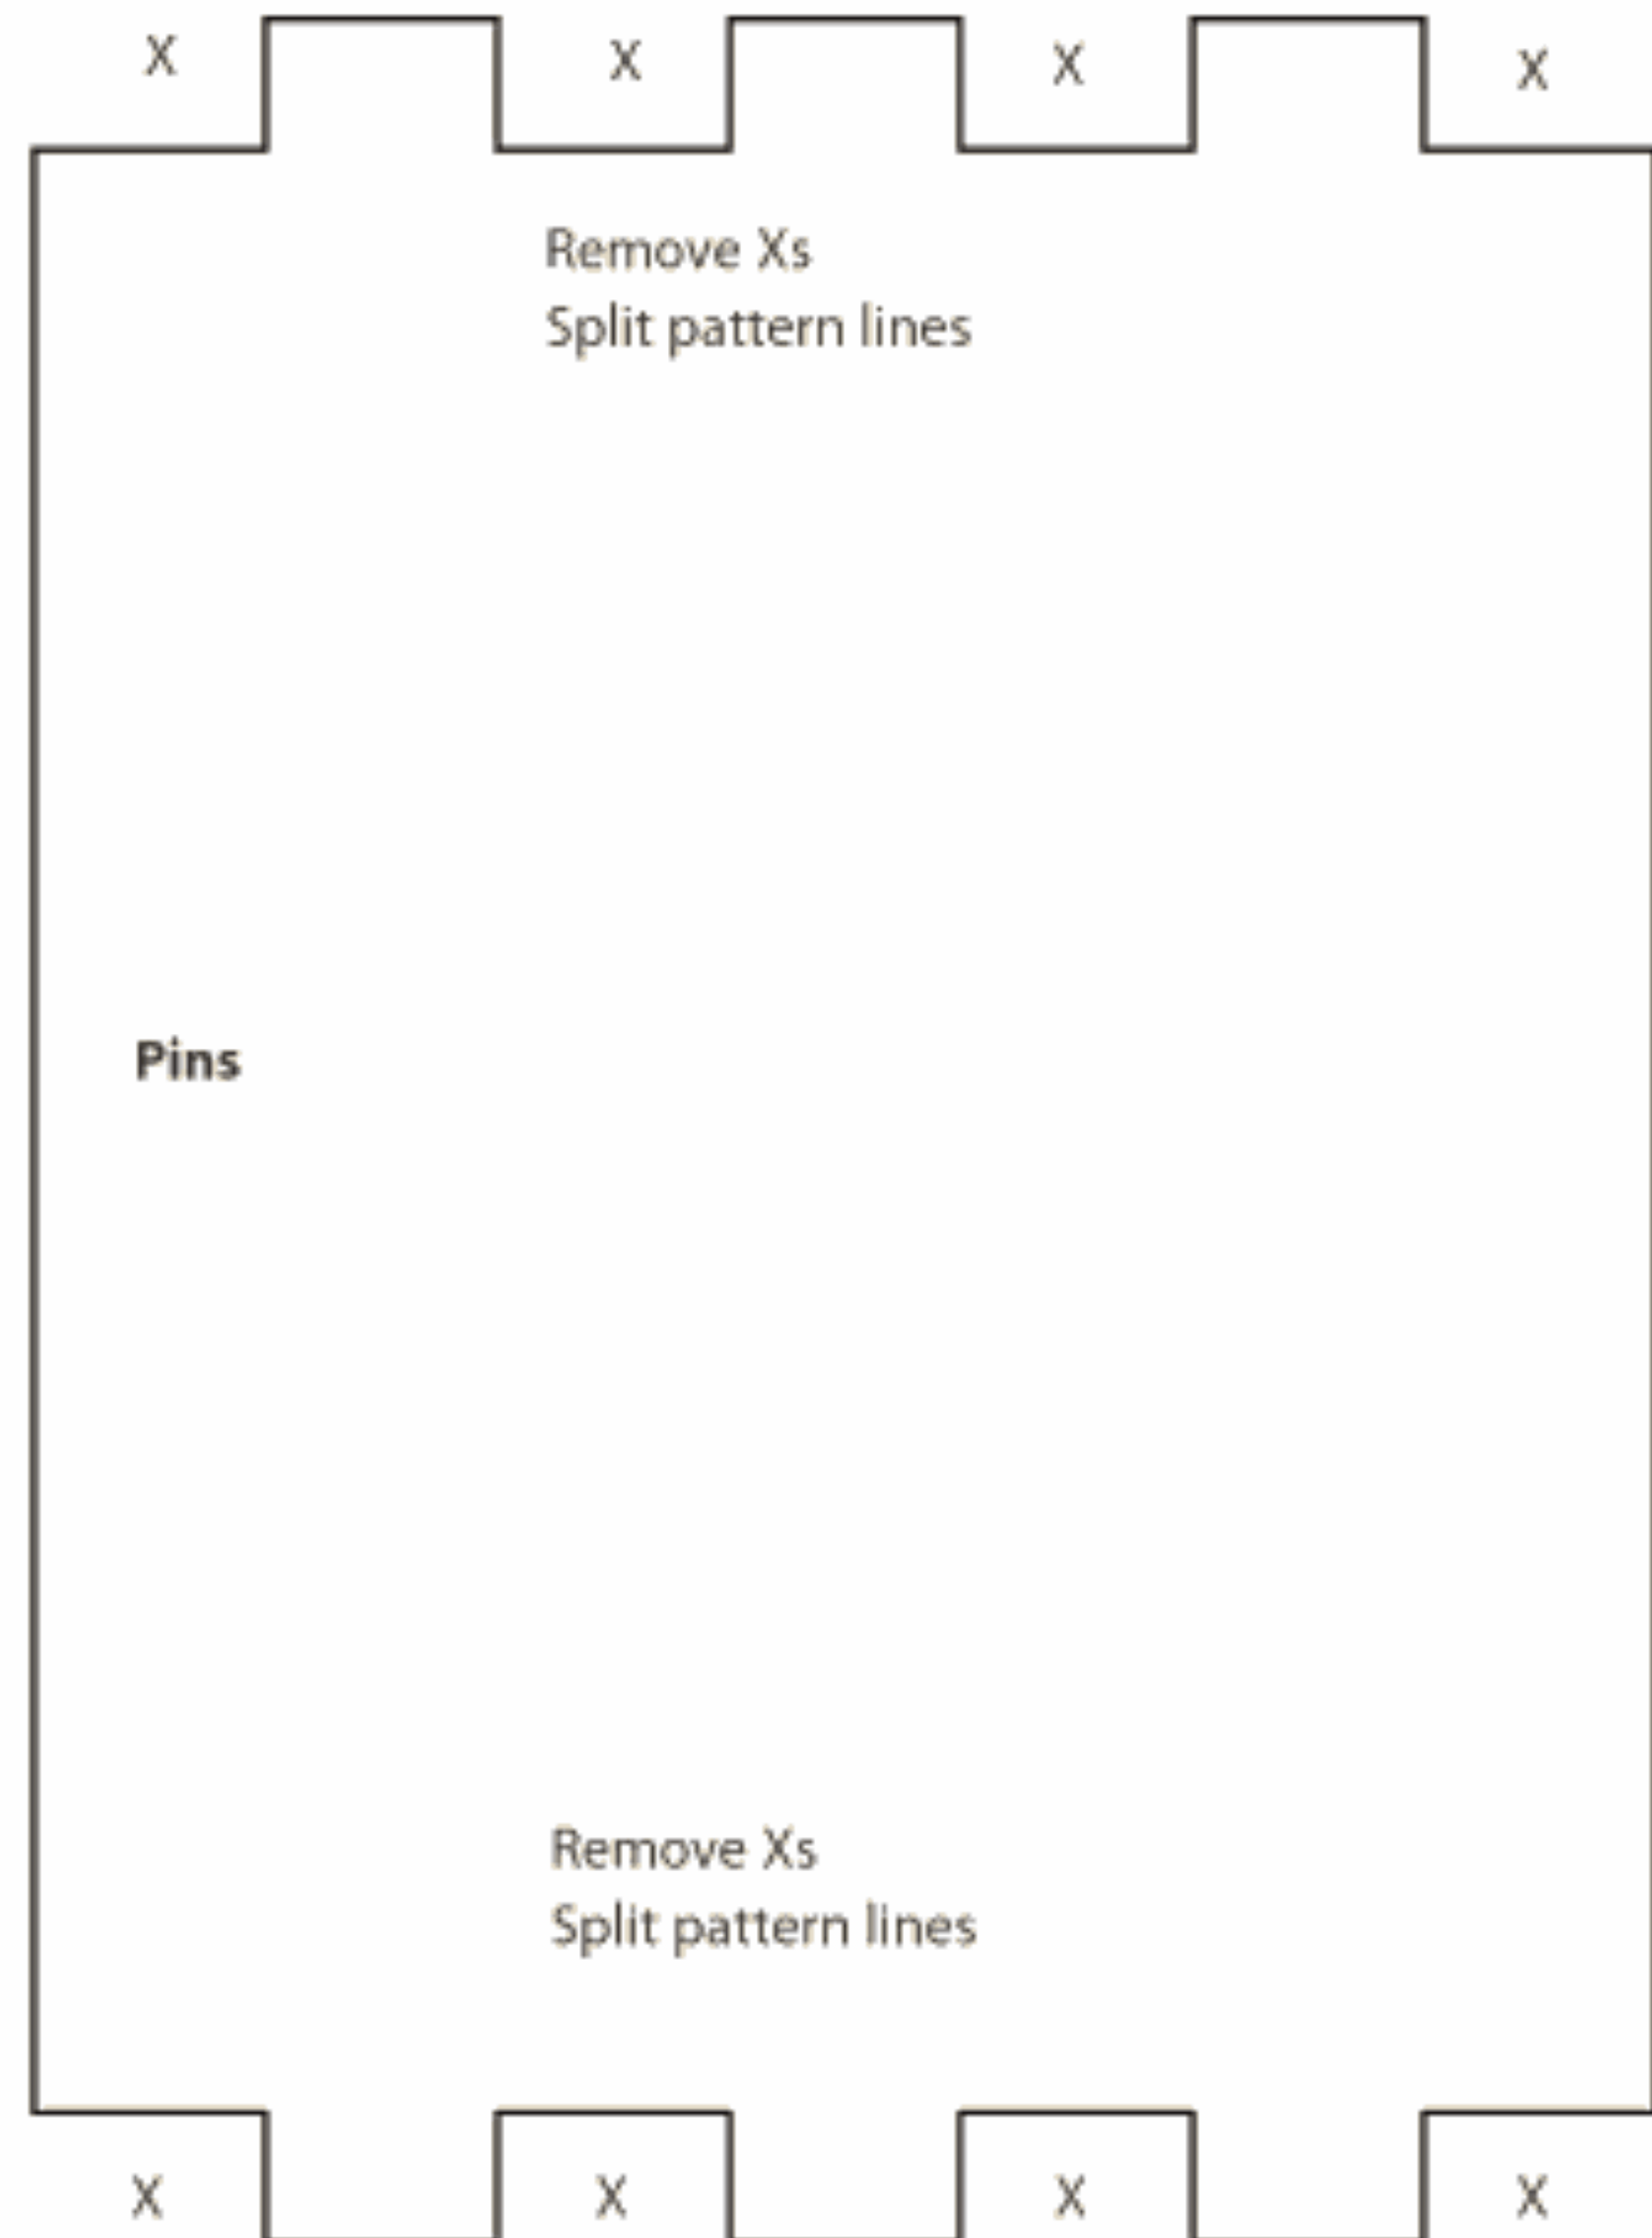 X X X X
Remove Xs
Split pattern lines
Pins
Remove Xs
Split pattern lines
X X X X